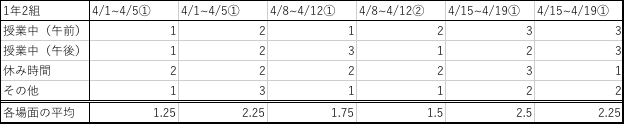 1年2組 4/1~4/5① 4/1~4/5① 4/8~4/12① 4/8~4/12② 4/15~4/19① 4/15~4/19①
授業中（午前） 1 2 1 2 3 3
授業中（午後） 1 2 3 1 2 3
休み時間 2 2 2 2 3 1
その他 1 3 1 1 2 2
各場面の平均 1.25 2.25 1.75 1.5 2.5 2.25